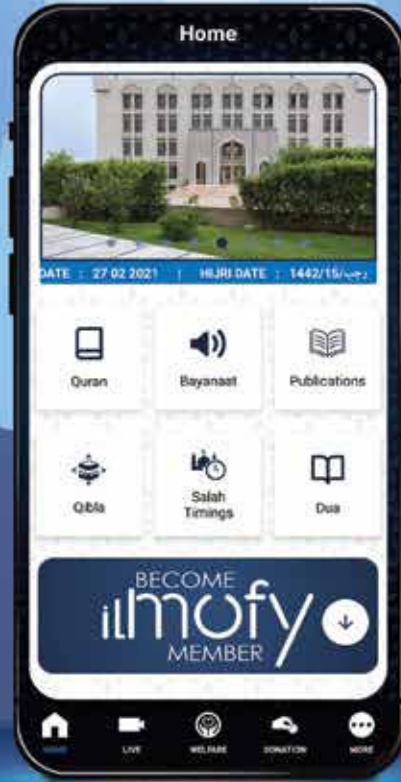 Home
DATE : 27 02 2021 | HIJRI DATE : 1442/15/رجب
Quran
Bayanaat
Publications
Qibla
Salah
Timings
Dua
BECOME
ilmofy
MEMBER
HOME
LIVE
WELFARE
DONATION
MORE